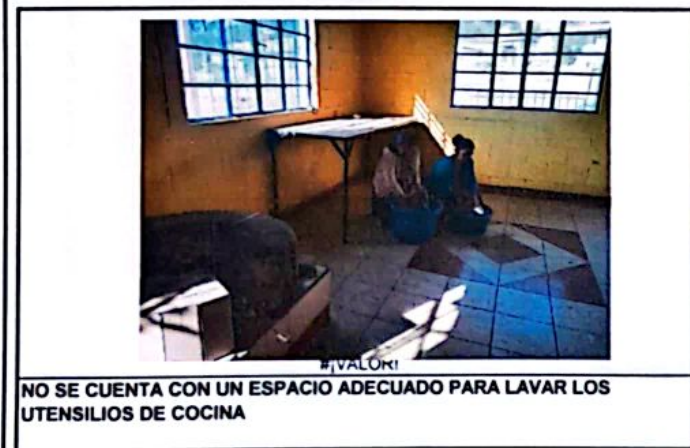 #¡VALOR!
NO SE CUENTA CON UN ESPACIO ADECUADO PARA LAVAR LOS
UTENSILIOS DE COCINA